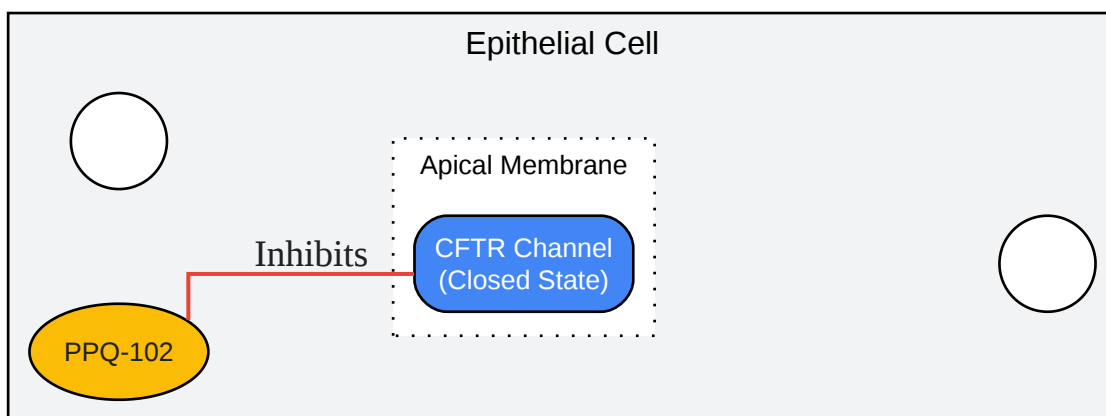 Epithelial Cell
Apical Membrane
CFTR Channel
(Closed State)
Inhibits
PPQ-102